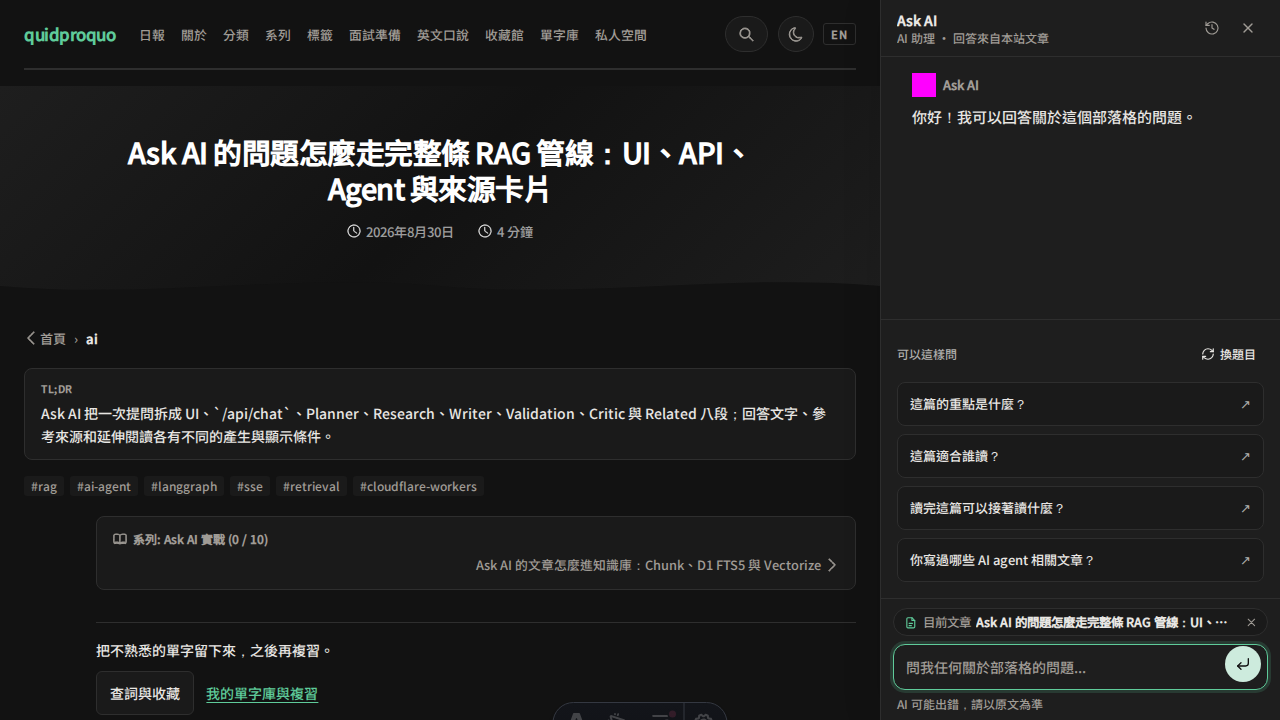 quidproquo
日報 關於 分類 系列 標籤 面試準備 英文口說 收藏館 單字庫 私人空間
EN
Ask AI 的問題怎麼走完整條 RAG 管線：UI、API、
Agent 與來源卡片
2026年8月30日 4 分鐘
首頁 › ai
TL;DR
Ask AI 把一次提問拆成 UI、`/api/chat`、Planner、Research、Writer、Validation、Critic 與 Related 八段；回答文字、參
考來源和延伸閱讀各有不同的產生與顯示條件。
#rag #ai-agent #langgraph #sse #retrieval #cloudflare-workers
系列: Ask AI 實戰 (0 / 10)
Ask AI 的文章怎麼進知識庫：Chunk、D1 FTS5 與 Vectorize
把不熟悉的單字留下來，之後再複習。
查詞與收藏 我的單字庫與複習
Ask AI
AI 助理 · 回答來自本站文章
Ask AI
你好！我可以回答關於這個部落格的問題。
可以這樣問 換題目
這篇的重點是什麼？ ↗
這篇適合誰讀？ ↗
讀完這篇可以接著讀什麼？ ↗
你寫過哪些 AI agent 相關文章？ ↗
目前文章 Ask AI 的問題怎麼走完整條 RAG 管線：UI、…
問我任何關於部落格的問題...
AI 可能出錯，請以原文為準